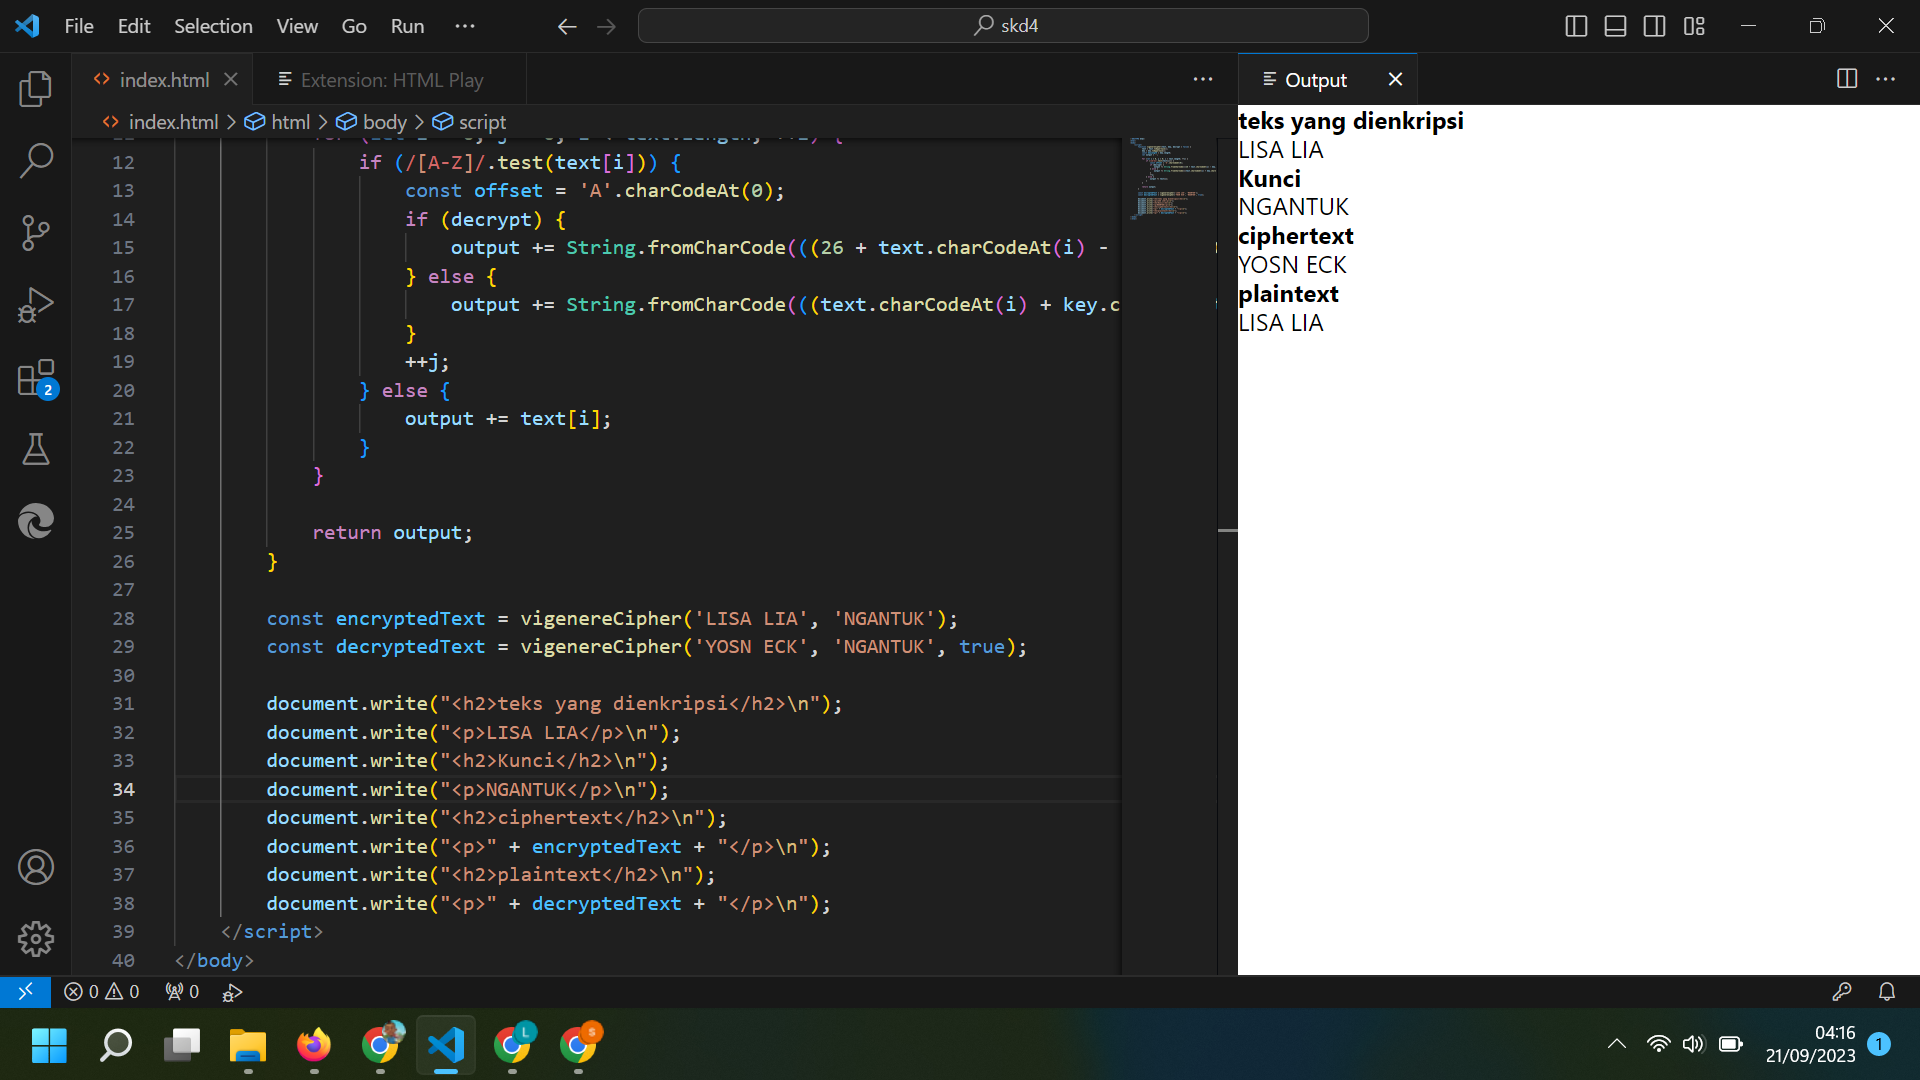 File Edit Selection View Go Run ··· skd4
index.html Extension: HTML Play ··· Output ···
index.html > html > body > script
12 if (/[A-Z]/.test(text[i])) {
13 const offset = 'A'.charCodeAt(0);
14 if (decrypt) {
15 output += String.fromCharCode(((26 + text.charCodeAt(i) -
16 } else {
17 output += String.fromCharCode(((text.charCodeAt(i) + key.c
18 }
19 ++j;
20 } else {
21 output += text[i];
22 }
23 }
24
25 return output;
26 }
27
28 const encryptedText = vigenereCipher('LISA LIA', 'NGANTUK');
29 const decryptedText = vigenereCipher('YOSN ECK', 'NGANTUK', true);
30
31 document.write("<h2>teks yang dienkripsi</h2>\n");
32 document.write("<p>LISA LIA</p>\n");
33 document.write("<h2>Kunci</h2>\n");
34 document.write("<p>NGANTUK</p>\n");
35 document.write("<h2>ciphertext</h2>\n");
36 document.write("<p>" + encryptedText + "</p>\n");
37 document.write("<h2>plaintext</h2>\n");
38 document.write("<p>" + decryptedText + "</p>\n");
39 </script>
40 </body>
teks yang dienkripsi
LISA LIA
Kunci
NGANTUK
ciphertext
YOSN ECK
plaintext
LISA LIA
2
0 0 0
L S
04:16
21/09/2023 1